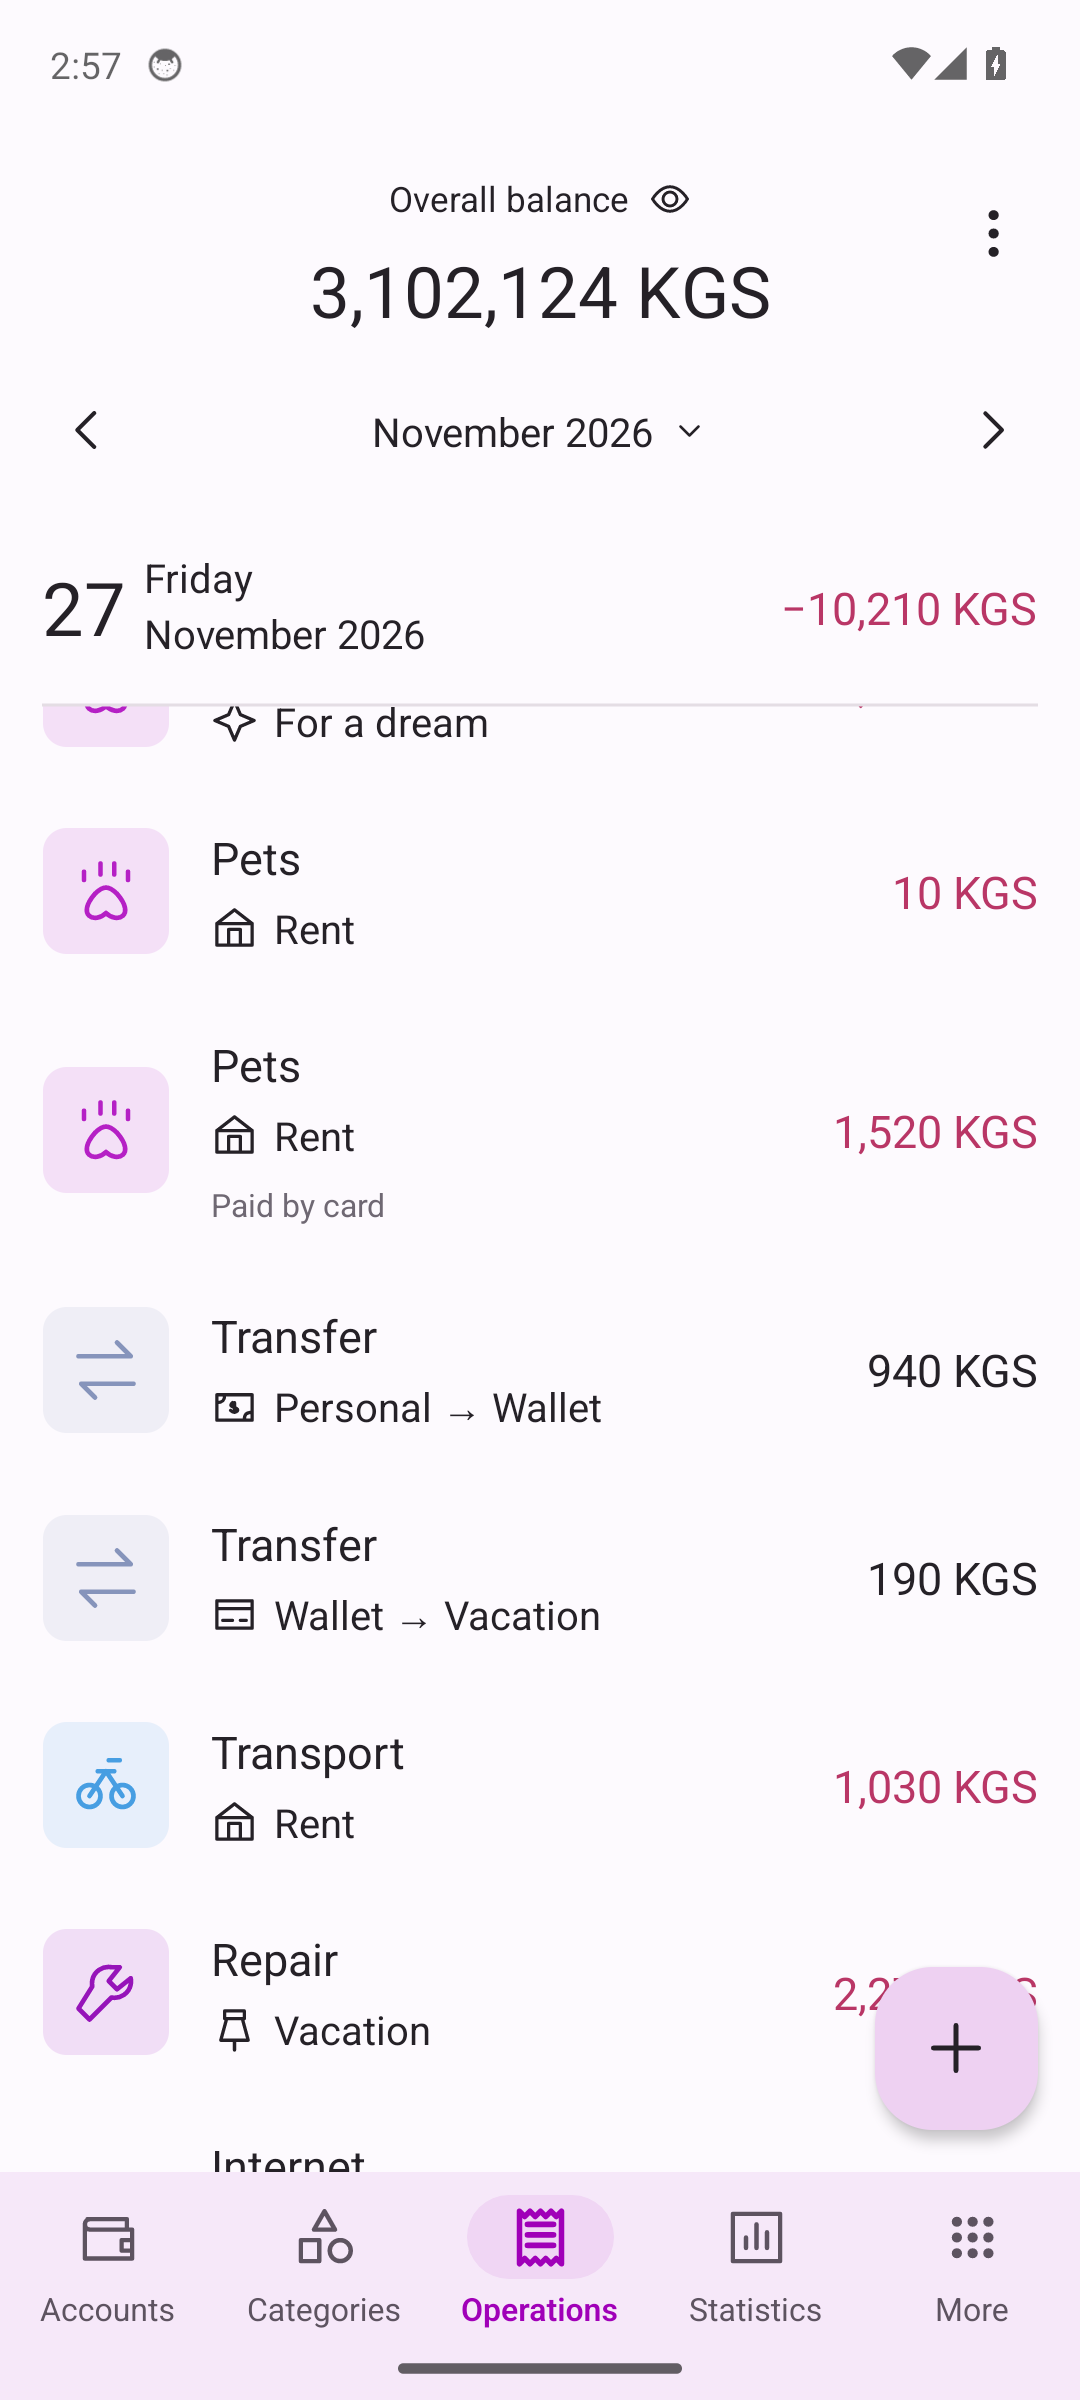 2:57
Overall balance
3,102,124 KGS
November 2026
27
Friday
November 2026
−10,210 KGS
For a dream
Pets
10 KGS
Rent
Pets
Rent
1,520 KGS
Paid by card
Transfer
940 KGS
Personal → Wallet
Transfer
190 KGS
Wallet → Vacation
Transport
1,030 KGS
Rent
Repair
Vacation
Internet
Accounts
Categories
Operations
Statistics
More